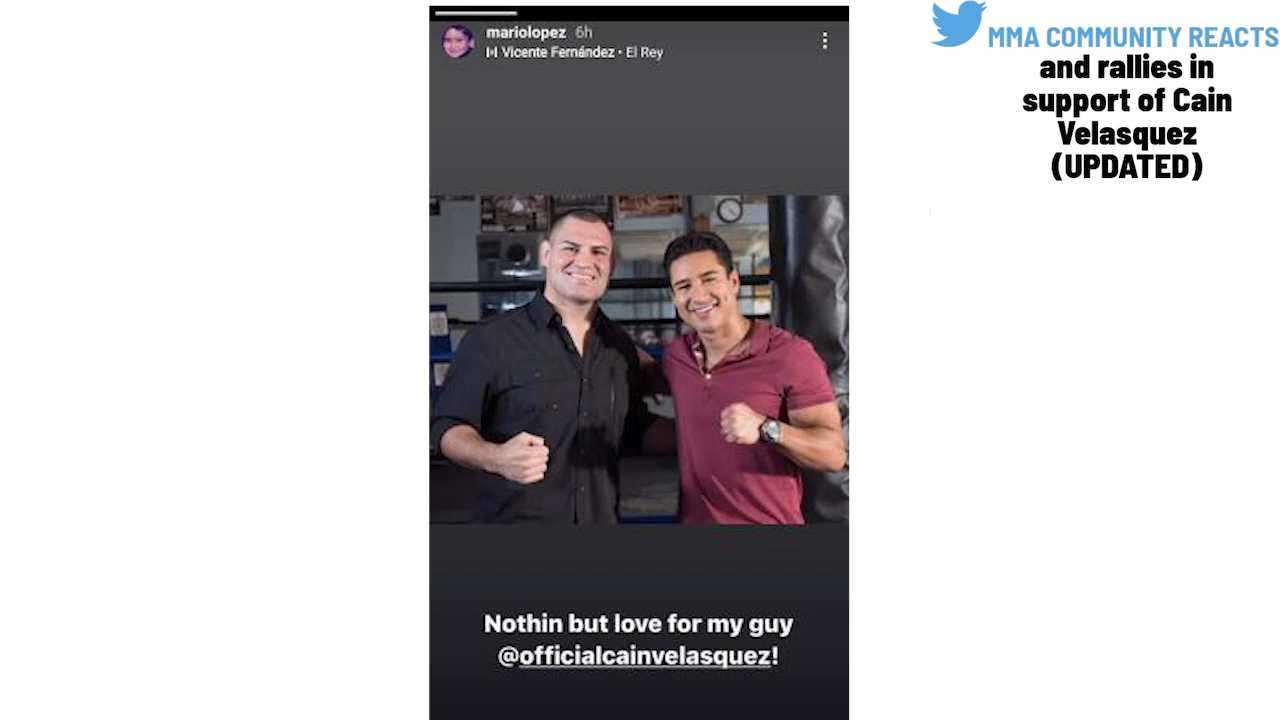 mariolopez 6h
Vicente Fernández • El Rey
Nothin but love for my guy
@officialcainvelasquez!
MMA COMMUNITY REACTS
and rallies in
support of Cain
Velasquez
(UPDATED)